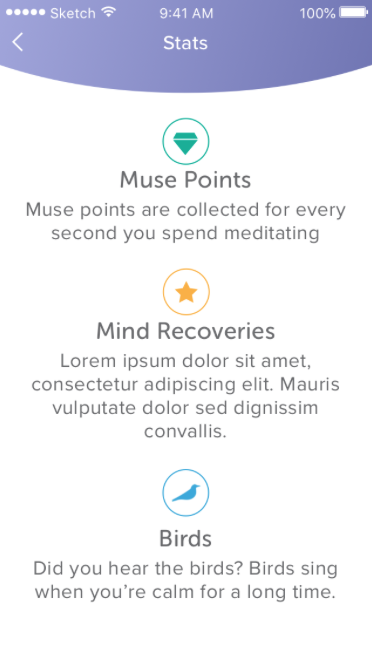 Sketch 9:41 AM 100%
Stats
Muse Points
Muse points are collected for every
second you spend meditating
Mind Recoveries
Lorem ipsum dolor sit amet,
consectetur adipiscing elit. Mauris
vulputate dolor sed dignissim
convallis.
Birds
Did you hear the birds? Birds sing
when you’re calm for a long time.